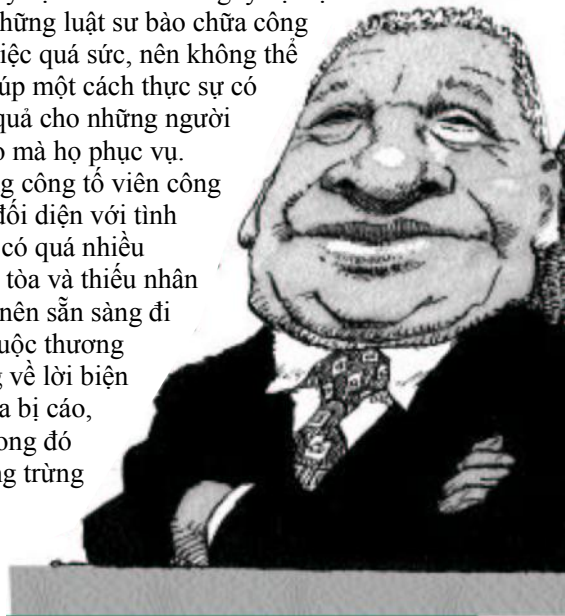 hững luật sư bào chữa công
iệc quá sức, nên không thể
úp một cách thực sự có
quả cho những người
o mà họ phục vụ.
g công tố viên công
đối diện với tình
có quá nhiều
tòa và thiếu nhân
nên sẵn sàng đi
uộc thương
g về lời biện
a bị cáo,
ong đó
ng trừng